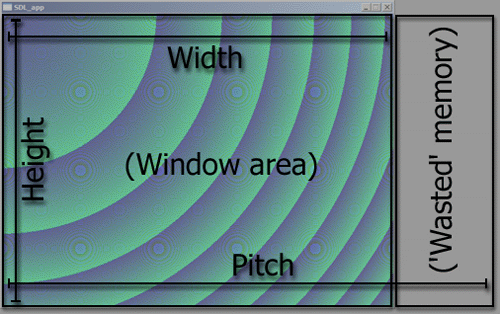 SDL_app
Width
Height
(Window area)
('Wasted' memory)
Pitch